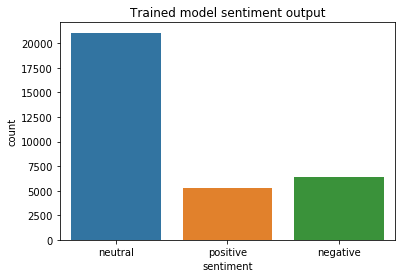 Trained model sentiment output
count
20000
17500
15000
12500
10000
7500
5000
2500
0
neutral positive negative
sentiment